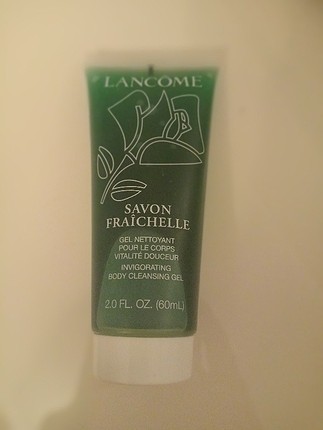 LANCOME
SAVON
FRAÎCHELLE
GEL NETTOYANT
POUR LE CORPS
VITALITÉ DOUCEUR
INVIGORATING
BODY CLEANSING GEL
2.0 FL. OZ. (60mL)